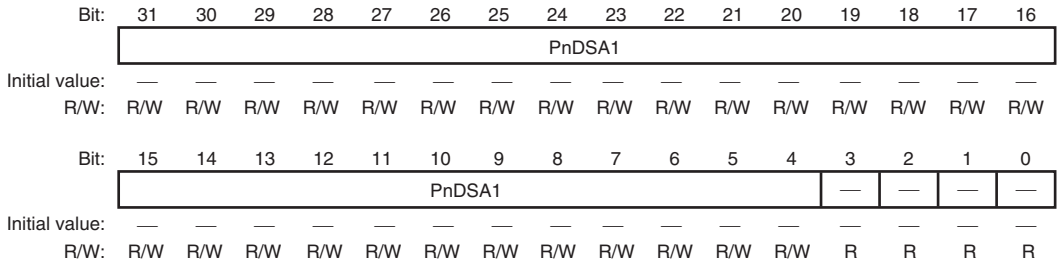 Bit: 31 30 29 28 27 26 25 24 23 22 21 20 19 18 17 16
PnDSA1
Initial value: — — — — — — — — — — — — — — — —
R/W: R/W R/W R/W R/W R/W R/W R/W R/W R/W R/W R/W R/W R/W R/W R/W R/W
Bit: 15 14 13 12 11 10 9 8 7 6 5 4 3 2 1 0
PnDSA1 — — — —
Initial value: — — — — — — — — — — — — — — — —
R/W: R/W R/W R/W R/W R/W R/W R/W R/W R/W R/W R/W R/W R R R R